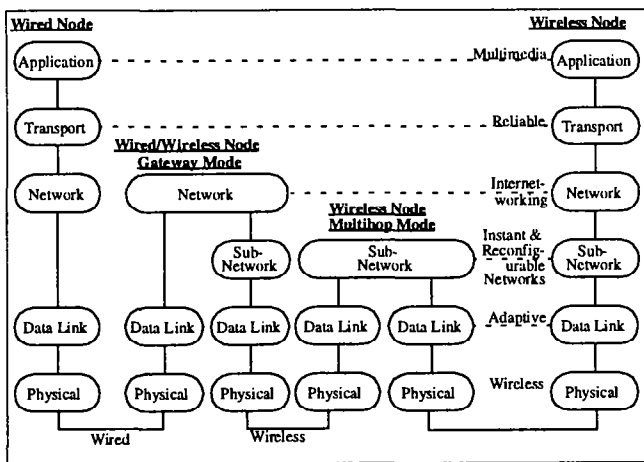 Wired Node
Wireless Node
Application
Multimedia
Application
Transport
Reliable
Transport
Wired/Wireless Node
Gateway Mode
Network
Network
Internet-
working
Network
Wireless Node
Multihop Mode
Sub-
Network
Sub-
Network
Instant &
Reconfig-
urable
Networks
Sub-
Network
Data Link
Data Link
Data Link
Data Link
Data Link
Adaptive
Data Link
Physical
Physical
Physical
Physical
Physical
Wireless
Physical
Wired
Wireless